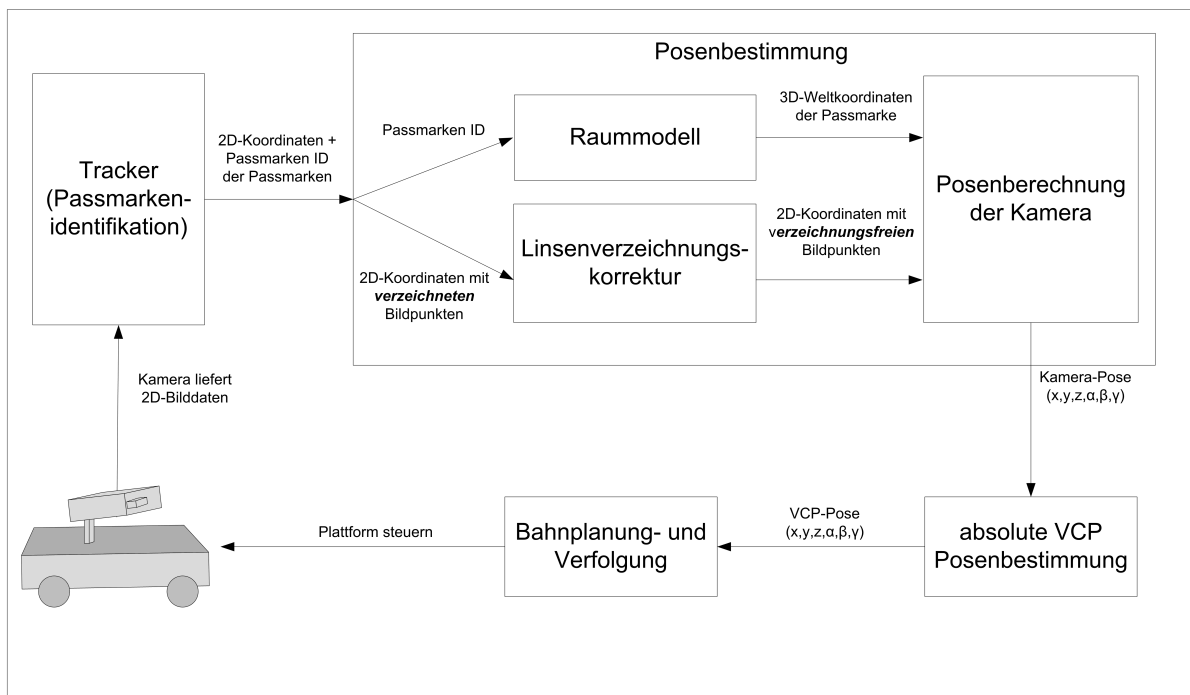 Posenbestimmung
Tracker
(Passmarken-
identifikation)
2D-Koordinaten +
Passmarken ID
der Passmarken
Passmarken ID
Raummodell
3D-Weltkoordinaten
der Passmarke
Posenberechnung
der Kamera
2D-Koordinaten mit
verzeichneten
Bildpunkten
Linsenverzeichnungs-
korrektur
2D-Koordinaten mit
verzeichnungsfreien
Bildpunkten
Kamera liefert
2D-Bilddaten
Kamera-Pose
(x,y,z,α,β,γ)
Plattform steuern
Bahnplanung- und
Verfolgung
VCP-Pose
(x,y,z,α,β,γ)
absolute VCP
Posenbestimmung